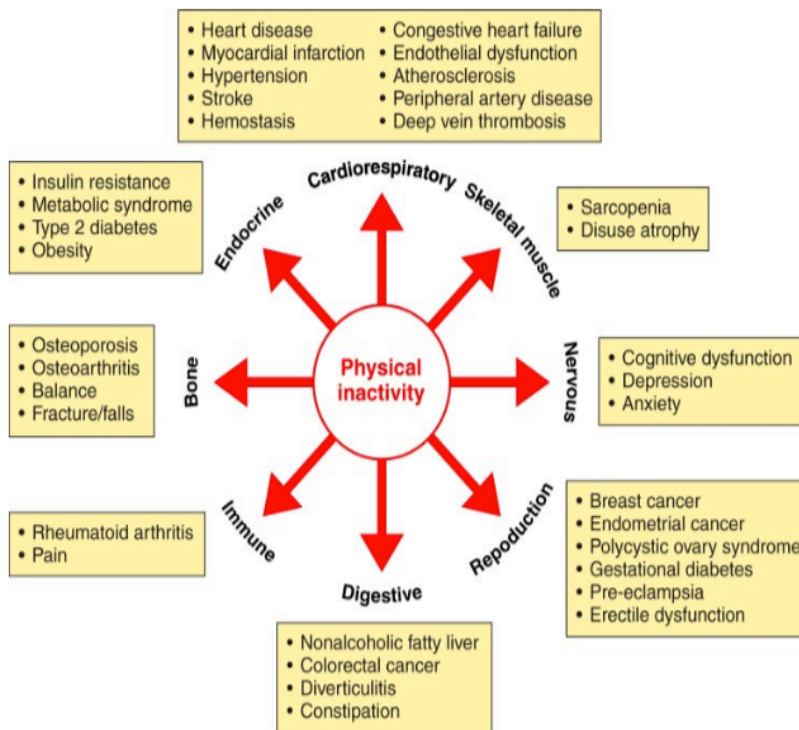 • Heart disease
• Myocardial infarction
• Hypertension
• Stroke
• Hemostasis
• Congestive heart failure
• Endothelial dysfunction
• Atherosclerosis
• Peripheral artery disease
• Deep vein thrombosis
Cardiorespiratory
Skeletal muscle
• Sarcopenia
• Disuse atrophy
Nervous
• Cognitive dysfunction
• Depression
• Anxiety
Repoduction
• Breast cancer
• Endometrial cancer
• Polycystic ovary syndrome
• Gestational diabetes
• Pre-eclampsia
• Erectile dysfunction
Digestive
• Nonalcoholic fatty liver
• Colorectal cancer
• Diverticulitis
• Constipation
Immune
• Rheumatoid arthritis
• Pain
Bone
• Osteoporosis
• Osteoarthritis
• Balance
• Fracture/falls
Endocrine
• Insulin resistance
• Metabolic syndrome
• Type 2 diabetes
• Obesity
Physical
inactivity